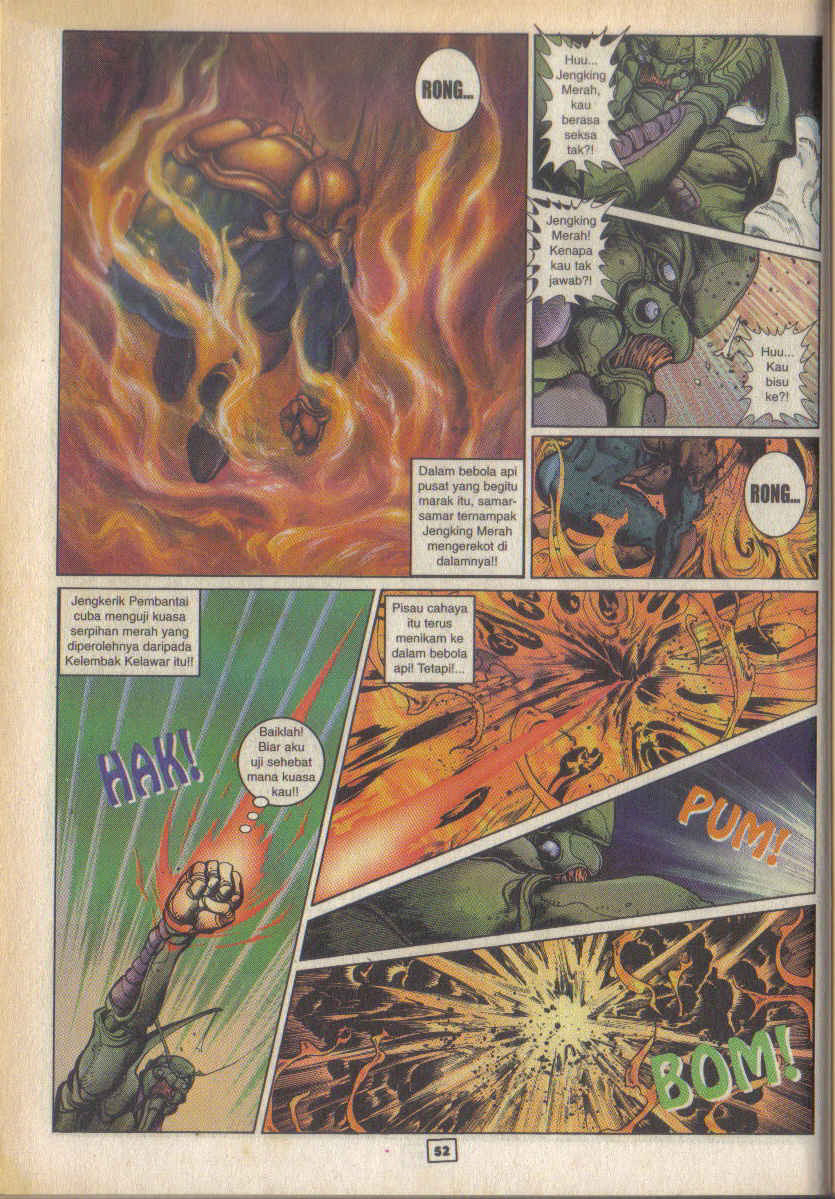 RONG...
Dalam bebola api
pusat yang begitu
marak itu, samar-
samar ternampak
Jengking Merah
mengerekot di
dalamnya!!
Huu...
Jengking
Merah,
kau
berasa
seksa
tak?!
Jengking
Merah!
Kenapa
kau tak
jawab?!
Huu...
Kau
bisu
ke?!
RONG...
Jengkerik Pembantai
cuba menguji kuasa
serpihan merah yang
diperolehnya daripada
Kelembak Kelawar itu!!
HAK!
Baiklah!
Biar aku
uji sehebat
mana kuasa
kau!!
Pisau cahaya
itu terus
menikam ke
dalam bebola
api! Tetapi!...
PUM!
BOM!
52